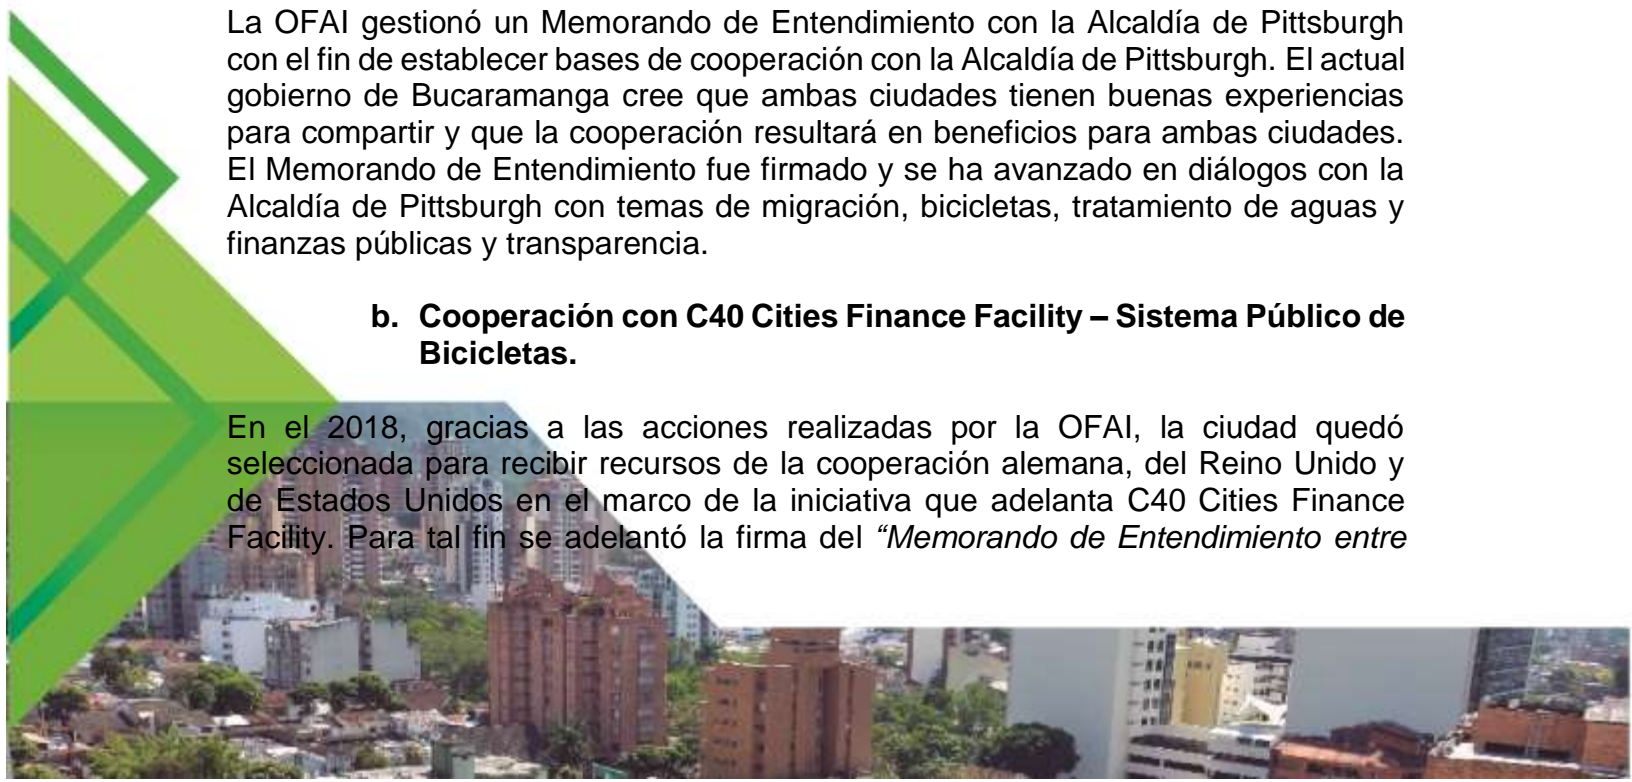 La OFAI gestionó un Memorando de Entendimiento con la Alcaldía de Pittsburgh
con el fin de establecer bases de cooperación con la Alcaldía de Pittsburgh. El actual
gobierno de Bucaramanga cree que ambas ciudades tienen buenas experiencias
para compartir y que la cooperación resultará en beneficios para ambas ciudades.
El Memorando de Entendimiento fue firmado y se ha avanzado en diálogos con la
Alcaldía de Pittsburgh con temas de migración, bicicletas, tratamiento de aguas y
finanzas públicas y transparencia.
b. Cooperación con C40 Cities Finance Facility – Sistema Público de
Bicicletas.
En el 2018, gracias a las acciones realizadas por la OFAI, la ciudad quedó
seleccionada para recibir recursos de la cooperación alemana, del Reino Unido y
de Estados Unidos en el marco de la iniciativa que adelanta C40 Cities Finance
Facility. Para tal fin se adelantó la firma del “Memorando de Entendimiento entre